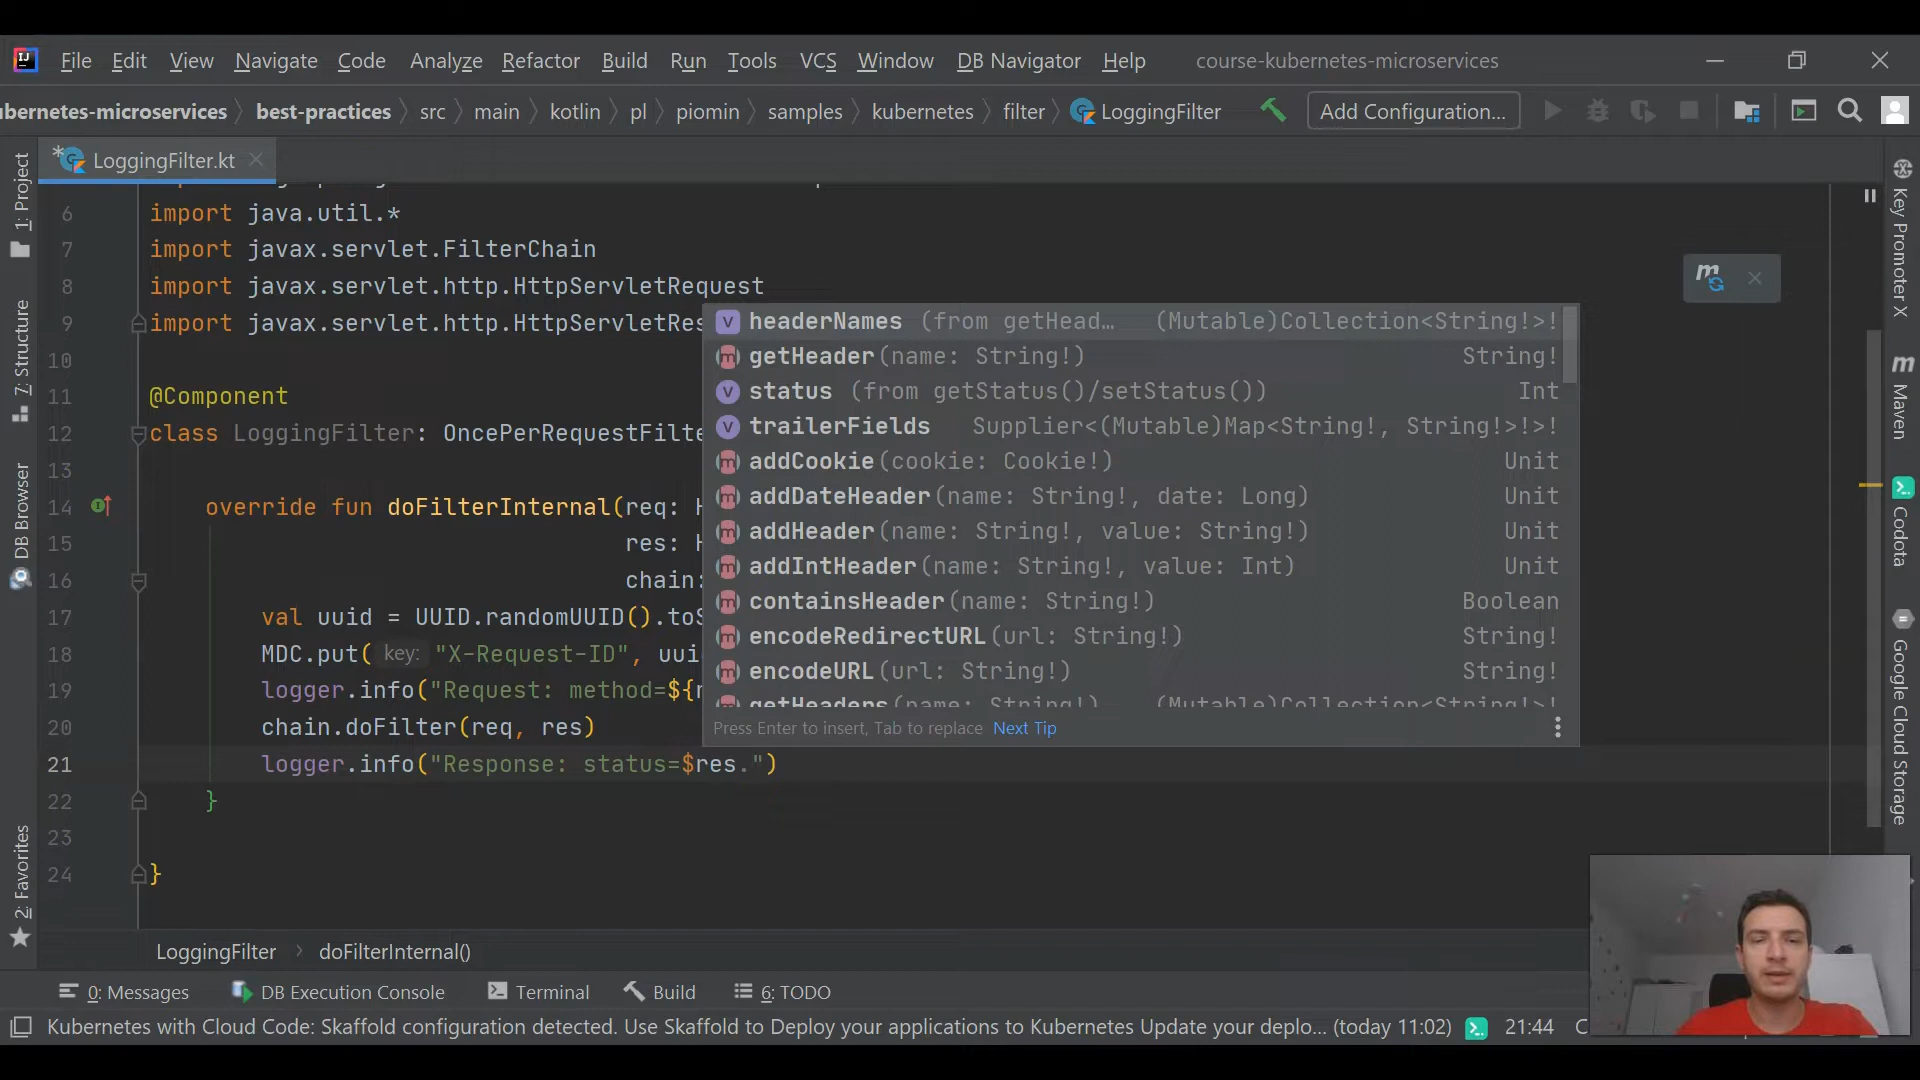 File Edit View Navigate Code Analyze Refactor Build Run Tools VCS Window DB Navigator Help course-kubernetes-microservices
bernetes-microservices best-practices src main kotlin pl piomin samples kubernetes filter LoggingFilter Add Configuration...
LoggingFilter.kt
6 import java.util.*
7 import javax.servlet.FilterChain
8 import javax.servlet.http.HttpServletRequest
9 import javax.servlet.http.HttpServletRes
10
11 @Component
12 class LoggingFilter: OncePerRequestFilte
13
14 override fun doFilterInternal(req: H
15 res: H
16 chain:
17 val uuid = UUID.randomUUID().toS
18 MDC.put( key: "X-Request-ID", uui
19 logger.info("Request: method=${r
20 chain.doFilter(req, res)
21 logger.info("Response: status=$res.")
22 }
23
24 }
headerNames (from getHead... (Mutable)Collection<String!>!
getHeader(name: String!) String!
status (from getStatus()/setStatus()) Int
trailerFields Supplier<(Mutable)Map<String!, String!>!>!
addCookie(cookie: Cookie!) Unit
addDateHeader(name: String!, date: Long) Unit
addHeader(name: String!, value: String!) Unit
addIntHeader(name: String!, value: Int) Unit
containsHeader(name: String!) Boolean
encodeRedirectURL(url: String!) String!
encodeURL(url: String!) String!
getHeaders(name: String!) (Mutable)Collection<String!>!
Press Enter to insert, Tab to replace Next Tip
1: Project
7: Structure
DB Browser
2: Favorites
Key Promoter X
Maven
Codota
Google Cloud Storage
LoggingFilter doFilterInternal()
0: Messages DB Execution Console Terminal Build 6: TODO
Kubernetes with Cloud Code: Skaffold configuration detected. Use Skaffold to Deploy your applications to Kubernetes Update your deplo... (today 11:02) 21:44 C